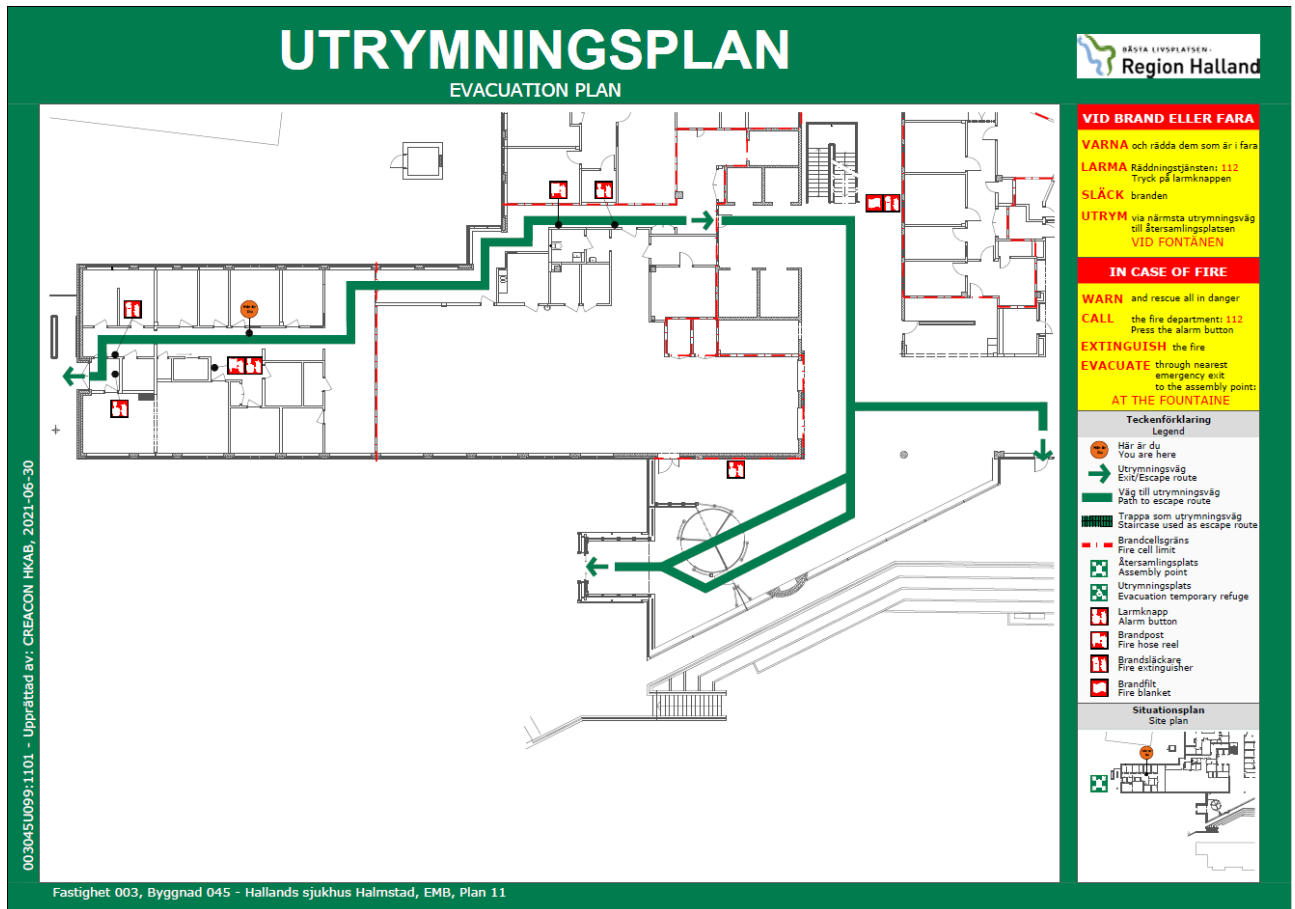 UTRYMNINGSPLAN
EVACUATION PLAN
BÄSTA LIVSPLATSEN
Region Halland
VID BRAND ELLER FARA
VARNA och rädda dem som är i fara
LARMA Räddningstjänsten: 112
Tryck på larmknappen
SLÄCK branden
UTRYM via närmsta utrymningsväg
till återsamlingsplatsen
VID FONTÄNEN
IN CASE OF FIRE
WARN and rescue all in danger
CALL the fire department: 112
Press the alarm button
EXTINGUISH the fire
EVACUATE through nearest
emergency exit
to the assembly point:
AT THE FOUNTAINE
Teckenförklaring
Legend
Här är du
You are here
Utrymningsväg
Exit/Escape route
Väg till utrymningsväg
Path to escape route
Trappa som utrymningsväg
Staircase used as escape route
Brandcellsgräns
Fire cell limit
Återsamlingsplats
Assembly point
Utrymningsplats
Evacuation temporary refuge
Larmknapp
Alarm button
Brandpost
Fire hose reel
Brandsläckare
Fire extinguisher
Brandfilt
Fire blanket
Situationsplan
Site plan
003045U099:1101 - Upprättad av: CREACON HKAB, 2021-06-30
Fastighet 003, Byggnad 045 - Hallands sjukhus Halmstad, EMB, Plan 11